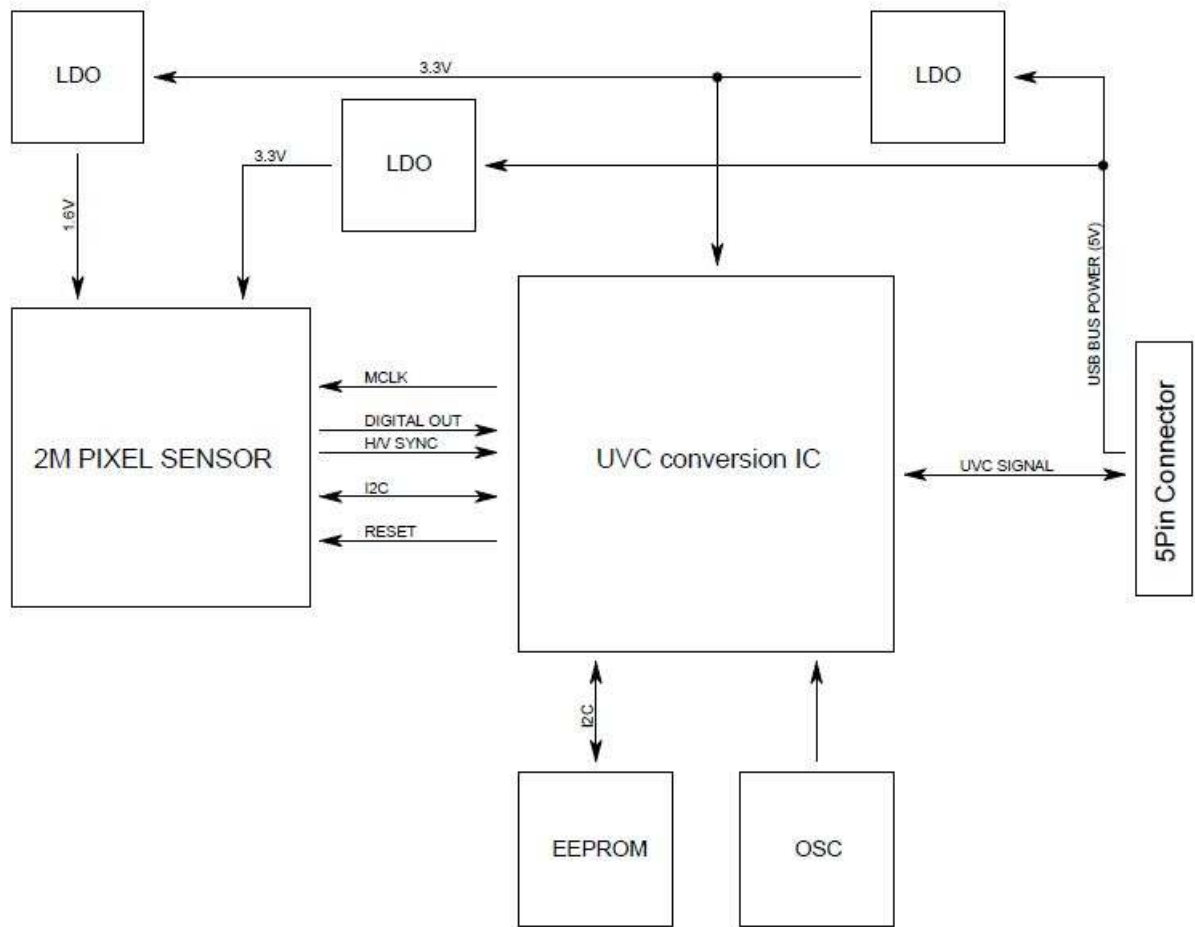 LDO
3.3V
LDO
3.3V
LDO
1.6V
USB BUS POWER (5V)
MCLK
DIGITAL OUT
H/V SYNC
2M PIXEL SENSOR
UVC conversion IC
UVC SIGNAL
5Pin Connector
I2C
RESET
I2C
EEPROM
OSC